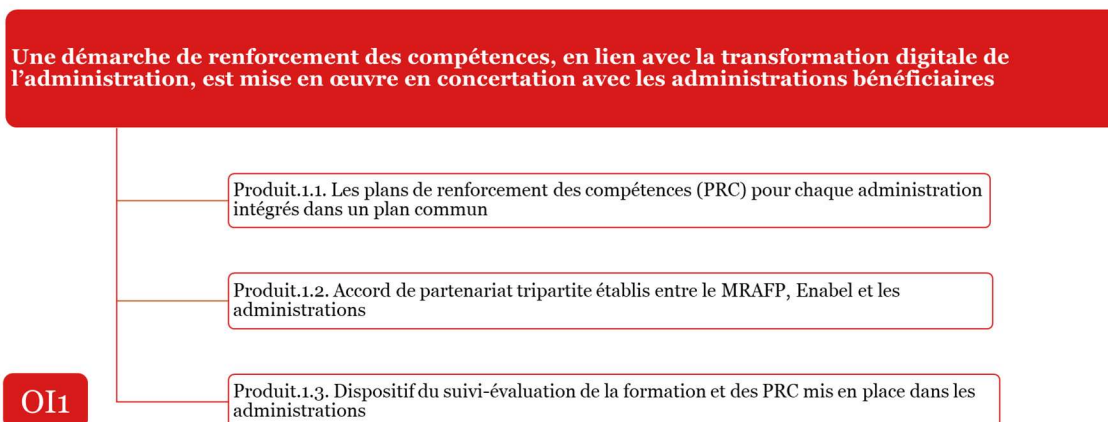 Une démarche de renforcement des compétences, en lien avec la transformation digitale de
l'administration, est mise en œuvre en concertation avec les administrations bénéficiaires
Produit.1.1. Les plans de renforcement des compétences (PRC) pour chaque administration
intégrés dans un plan commun
Produit.1.2. Accord de partenariat tripartite établis entre le MRAFP, Enabel et les
administrations
OI1
Produit.1.3. Dispositif du suivi-évaluation de la formation et des PRC mis en place dans les
administrations